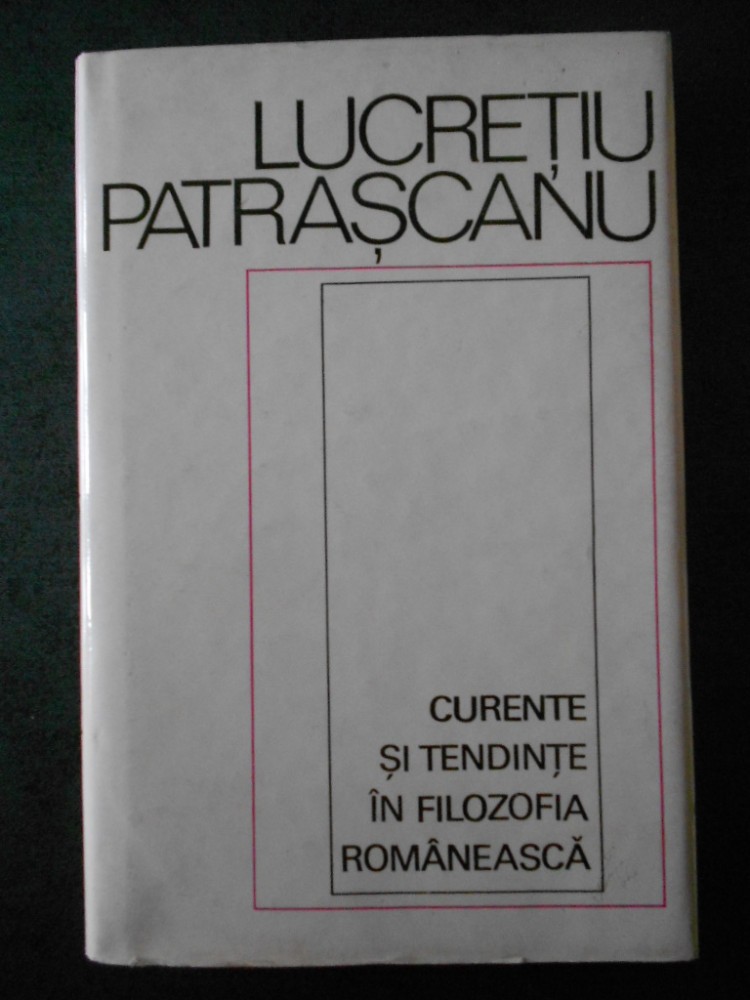 LUCREȚIU
PATRAȘCANU
CURENTE
ȘI TENDINȚE
ÎN FILOZOFIA
ROMÂNEASCĂ